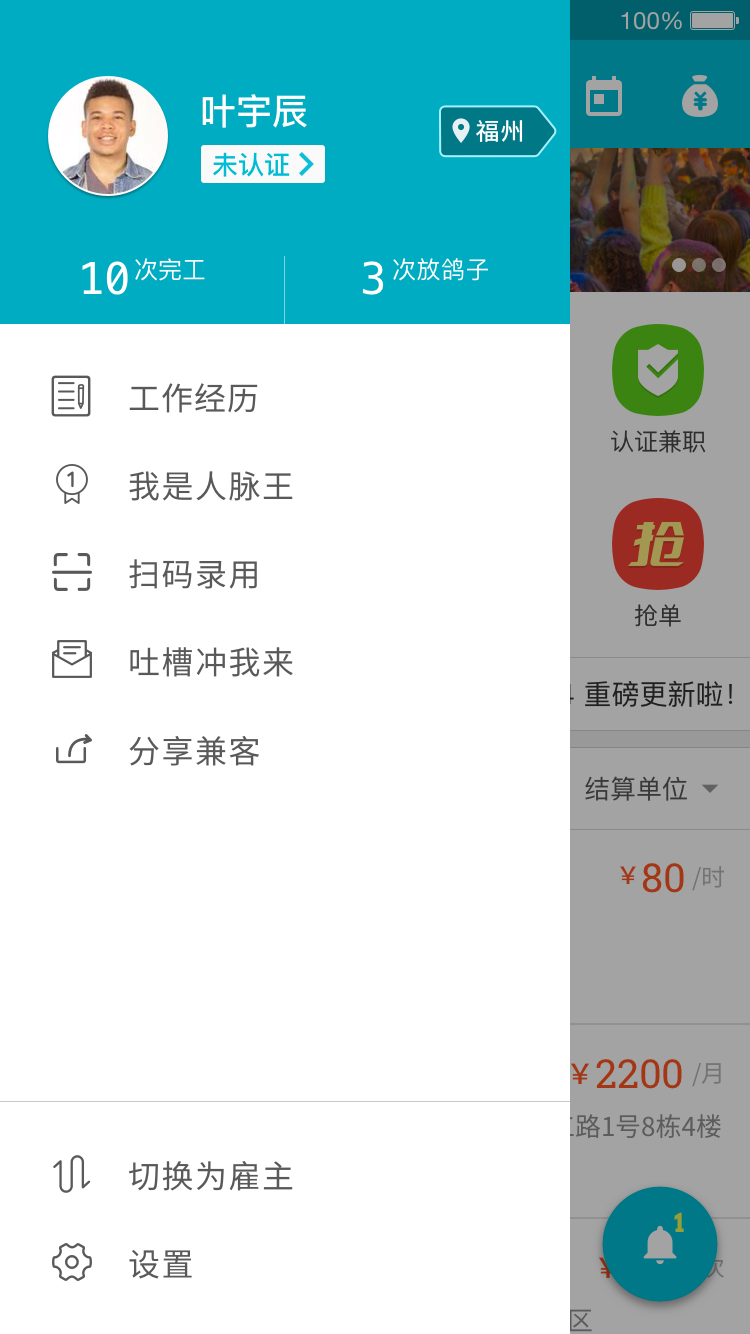 100%
叶宇辰
未认证
福州
10次完工
3次放鸽子
工作经历
我是人脉王
扫码录用
吐槽冲我来
分享兼客
切换为雇主
设置
认证兼职
抢
抢单
重磅更新啦！
结算单位
¥80/时
¥2200/月
路1号8栋4楼
1
¥
次
区